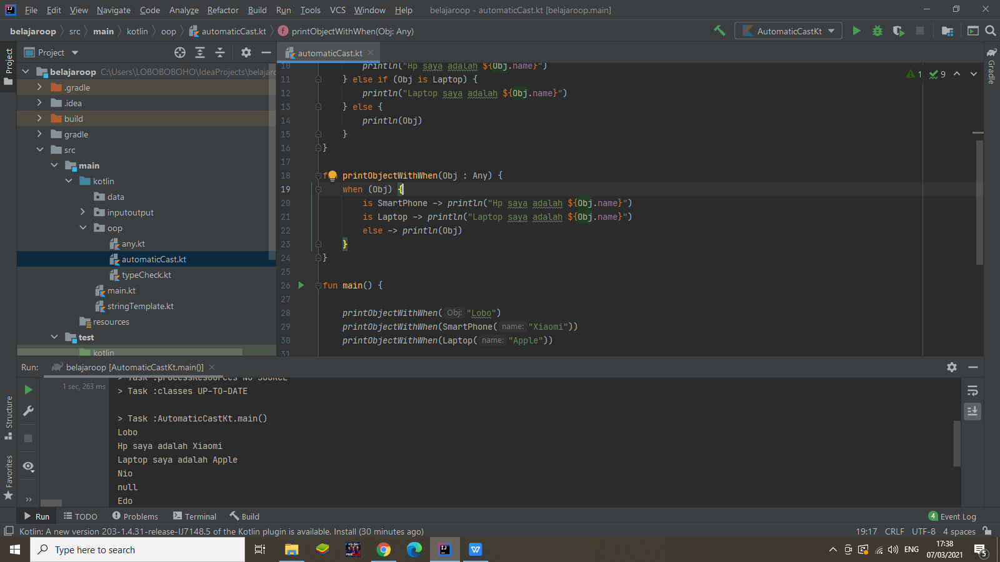 File Edit View Navigate Code Analyze Refactor Build Run Tools VCS Window Help belajaroop - automaticCast.kt [belajaroop.main]
belajaroop src main kotlin oop automaticCast.kt printObjectWithWhen(Obj: Any) AutomaticCastKt
Project
Project
automaticCast.kt
belajaroop C:\Users\LOBOBOBOHO\IdeaProjects\belajarc
.gradle
.idea
build
gradle
src
main
kotlin
data
inputoutput
oop
any.kt
automaticCast.kt
typeCheck.kt
main.kt
stringTemplate.kt
resources
test
kotlin
10 println("Hp saya adalah ${Obj.name}")
11 } else if (Obj is Laptop) {
12 println("Laptop saya adalah ${Obj.name}")
13 } else {
14 println(Obj)
15 }
16 }
17
18 f printObjectWithWhen(Obj : Any) {
19 when (Obj) {
20 is SmartPhone -> println("Hp saya adalah ${Obj.name}")
21 is Laptop -> println("Laptop saya adalah ${Obj.name}")
22 else -> println(Obj)
23 }
24 }
25
26 fun main() {
27
28 printObjectWithWhen( Obj: "Lobo")
29 printObjectWithWhen(SmartPhone( name: "Xiaomi"))
30 printObjectWithWhen(Laptop( name: "Apple"))
31
1 9
Gradle
Run: belajaroop [AutomaticCastKt.main()]
1 sec, 263 ms
> Task :processResources NO-SOURCE
> Task :classes UP-TO-DATE
> Task :AutomaticCastKt.main()
Lobo
Hp saya adalah Xiaomi
Laptop saya adalah Apple
Nio
null
Edo
Structure
Favorites
Run TODO Problems Terminal Build 4 Event Log
Kotlin: A new version 203-1.4.31-release-IJ7148.5 of the Kotlin plugin is available. Install (30 minutes ago) 19:17 CRLF UTF-8 4 spaces
Type here to search
ENG
17:38
07/03/2021
5